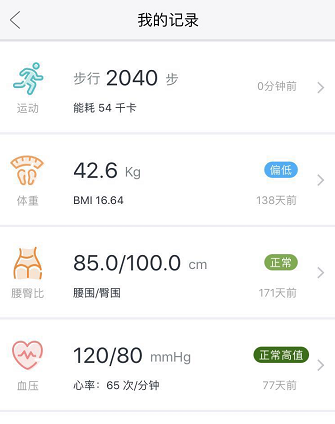 我的记录
步行 2040 步
0分钟前
运动
能耗 54 千卡
42.6 Kg
偏低
体重
BMI 16.64
138天前
85.0/100.0 cm
正常
腰臀比
腰围/臀围
171天前
120/80 mmHg
正常高值
血压
心率：65 次/分钟
77天前